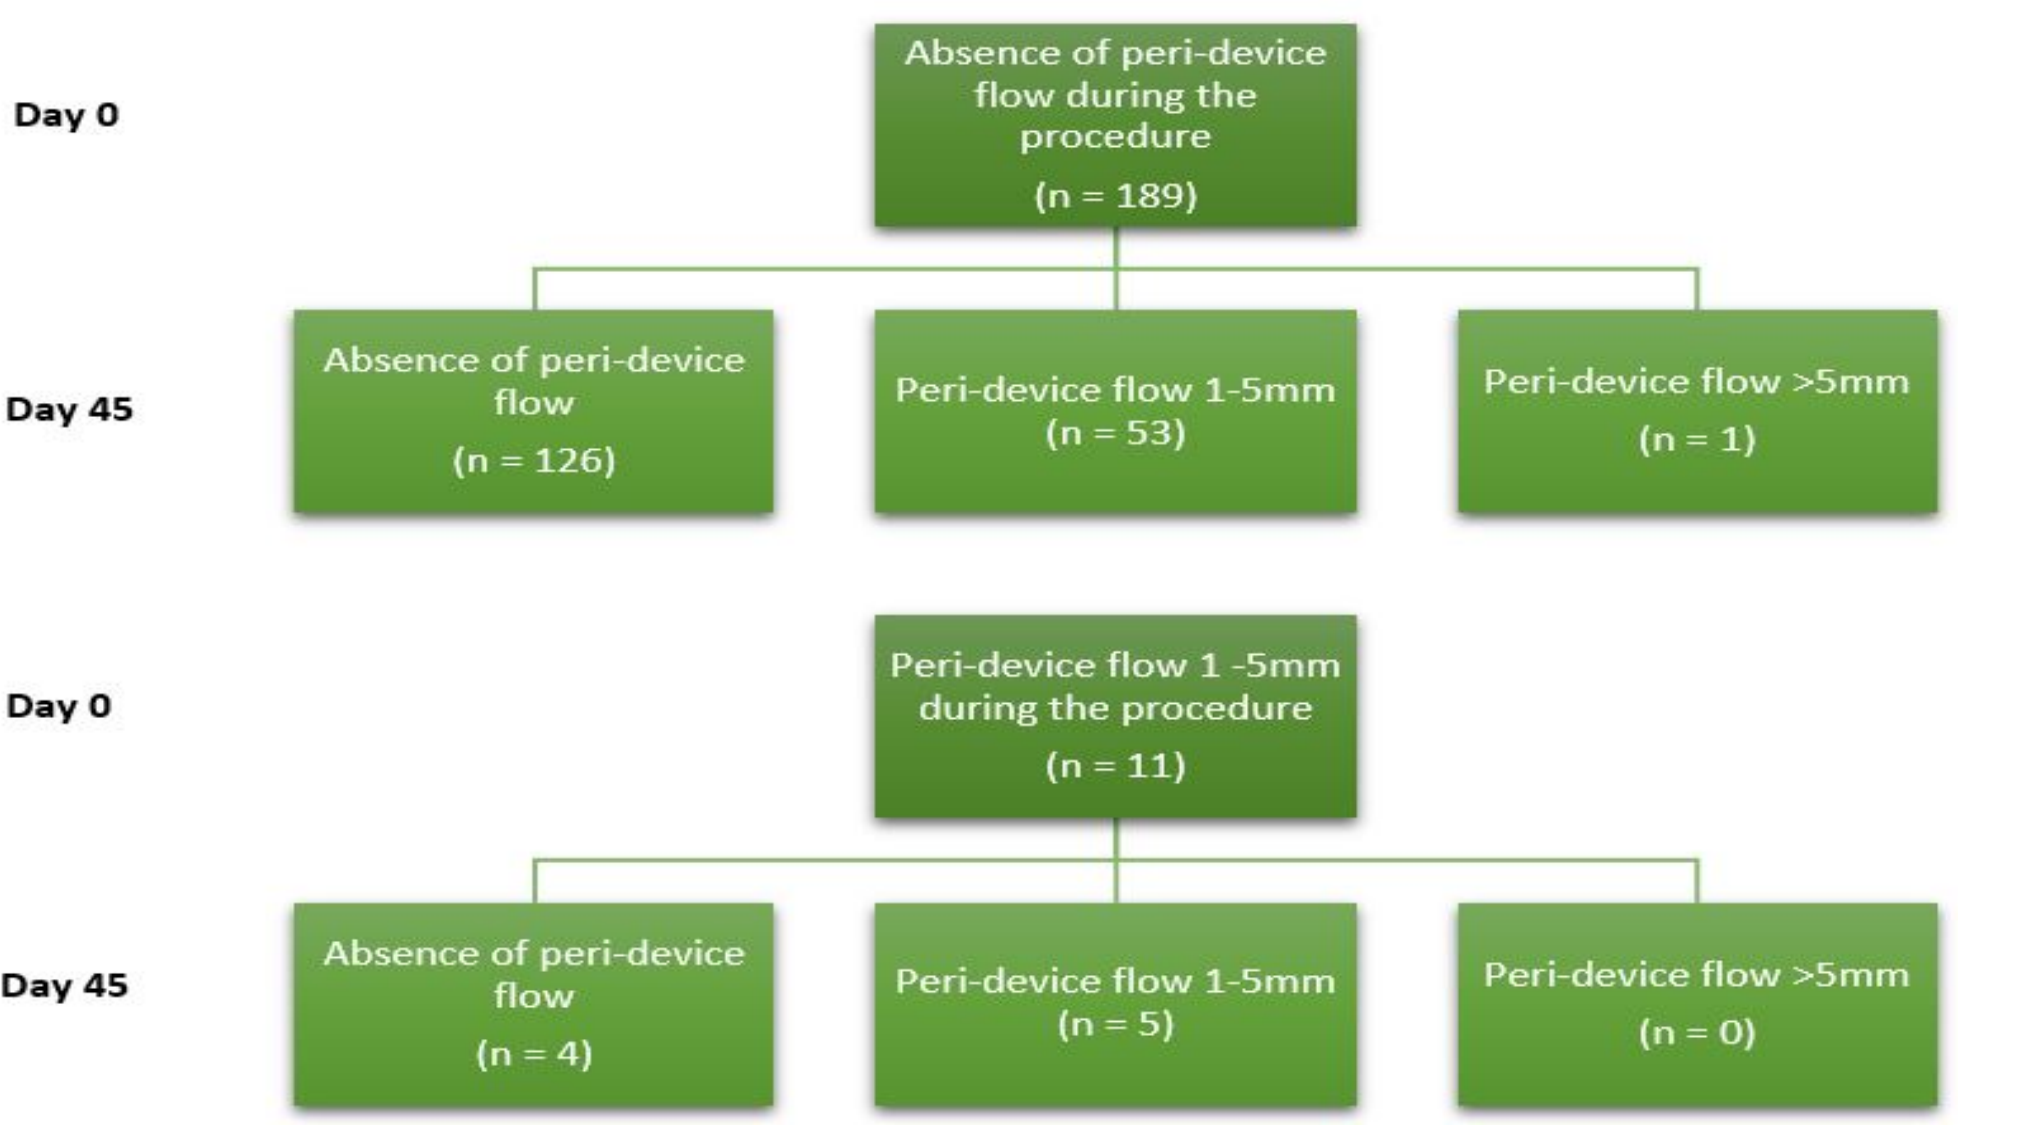 Day 0
Absence of peri-device
flow during the
procedure
(n = 189)
Day 45
Absence of peri-device
flow
(n = 126)
Peri-device flow 1-5mm
(n = 53)
Peri-device flow >5mm
(n = 1)
Day 0
Peri-device flow 1 -5mm
during the procedure
(n = 11)
Day 45
Absence of peri-device
flow
(n = 4)
Peri-device flow 1-5mm
(n = 5)
Peri-device flow >5mm
(n = 0)